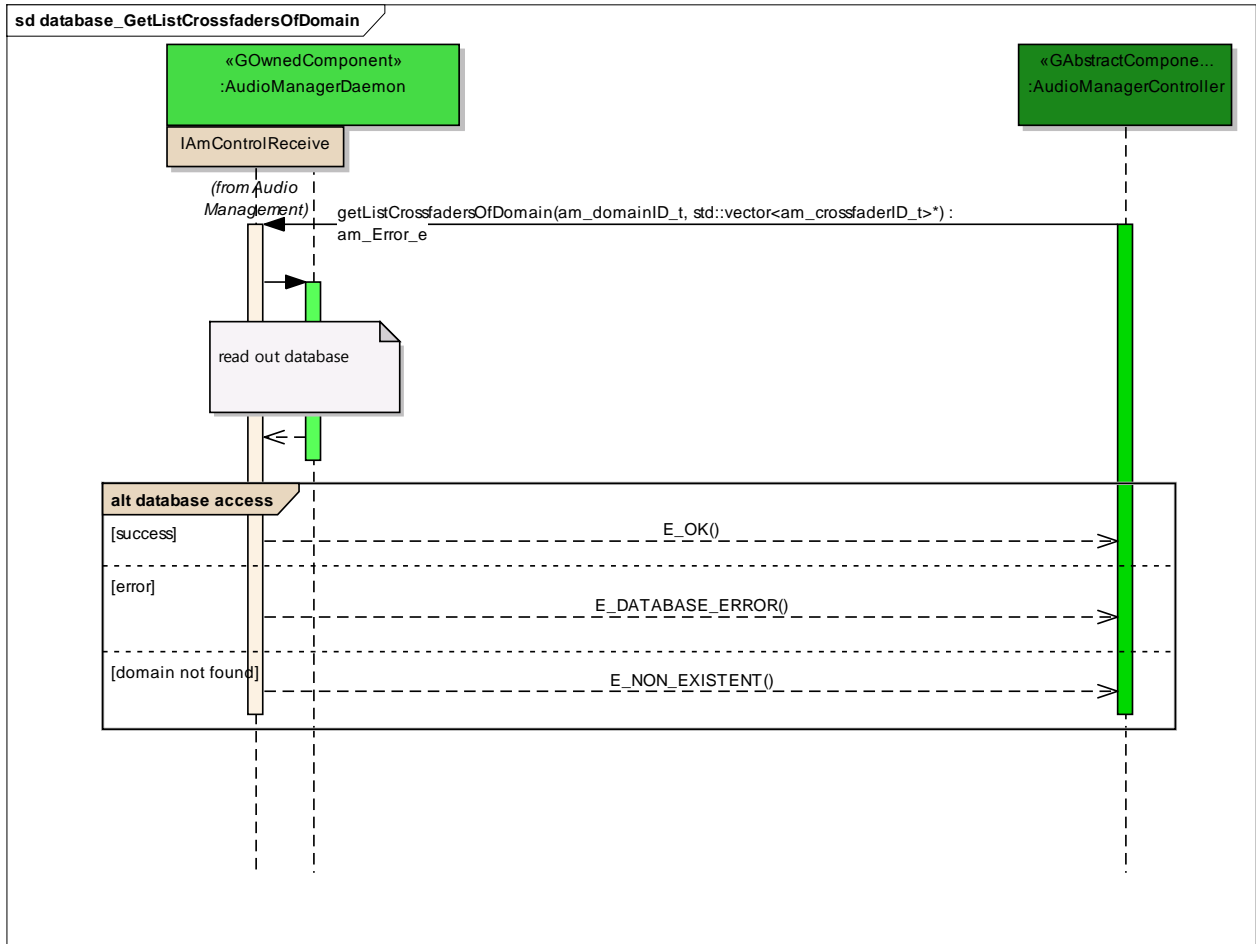 sd database_GetListCrossfadersOfDomain
«GOwnedComponent»
:AudioManagerDaemon
«GAbstractCompone...
:AudioManagerController
IAmControlReceive
(from Audio
Management)
getListCrossfadersOfDomain(am_domainID_t, std::vector<am_crossfaderID_t>*) :
am_Error_e
read out database
alt database access
[success]
E_OK()
[error]
E_DATABASE_ERROR()
[domain not found]
E_NON_EXISTENT()